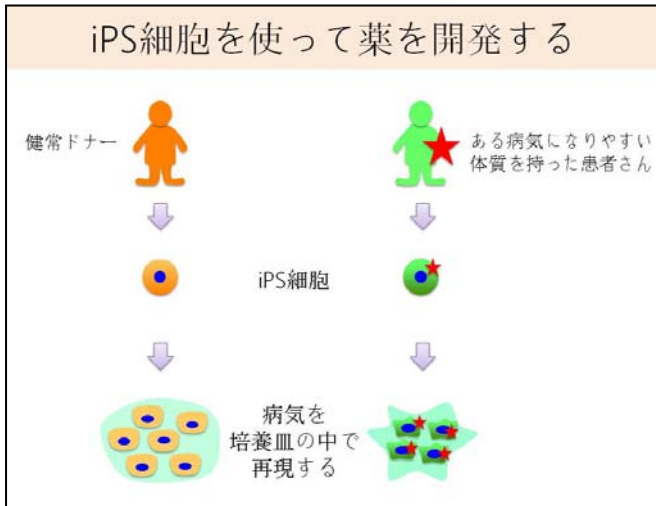 iPS細胞を使って薬を開発する
健常ドナー
ある病気になりやすい
体質を持った患者さん
iPS細胞
病気を
培養皿の中で
再現する